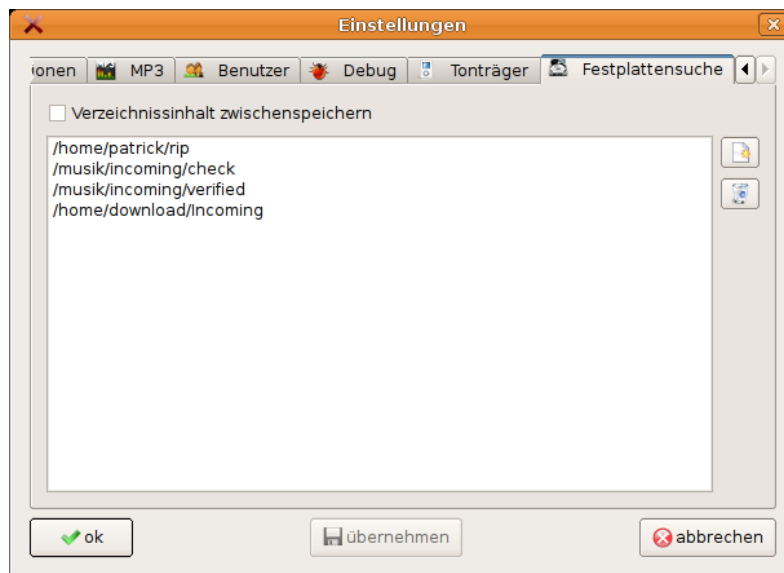 Einstellungen
ionen MP3 Benutzer Debug Tonträger Festplattensuche
Verzeichnissinhalt zwischenspeichern
/home/patrick/rip
/musik/incoming/check
/musik/incoming/verified
/home/download/Incoming
ok übernehmen abbrechen